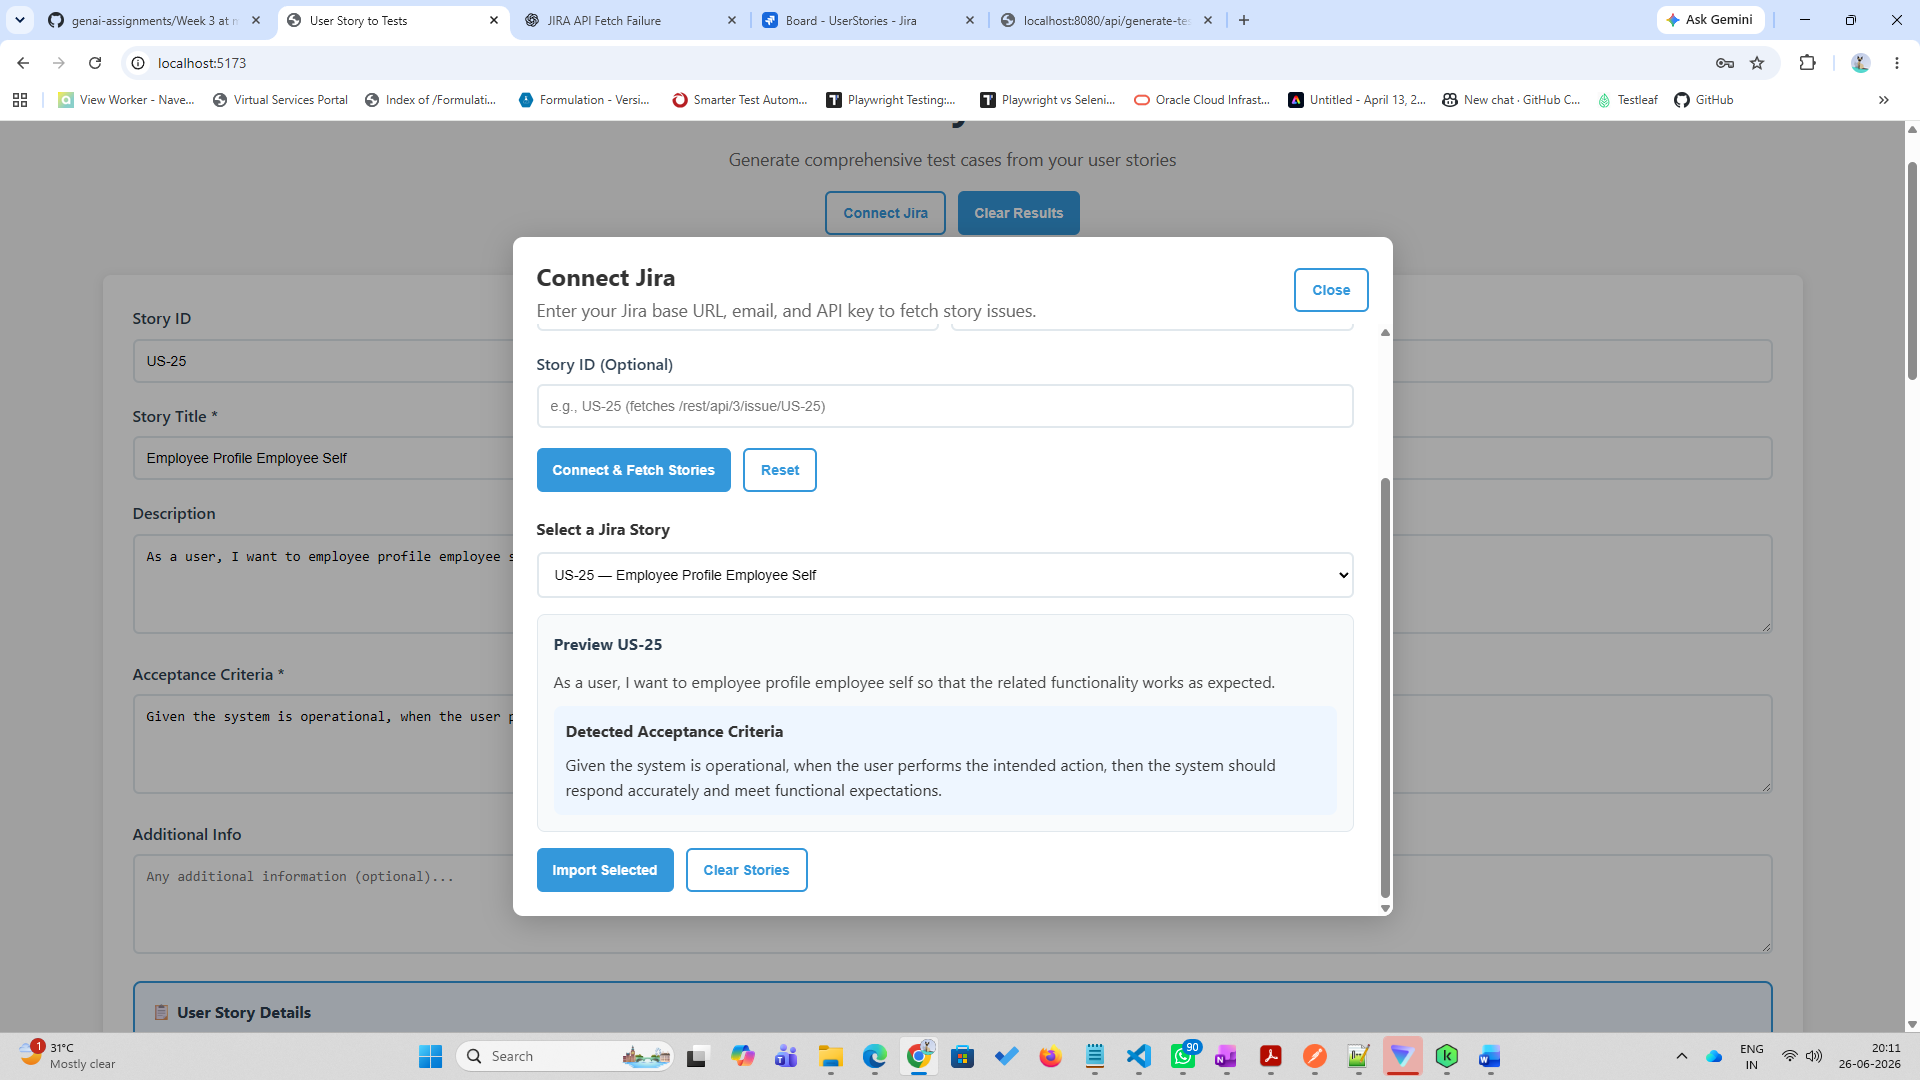 genai-assignments/Week 3 at m
User Story to Tests
JIRA API Fetch Failure
Board - UserStories - Jira
localhost:8080/api/generate-te
Ask Gemini
localhost:5173
View Worker - Nave...
Virtual Services Portal
Index of /Formulati...
Formulation - Versi...
Smarter Test Autom...
Playwright Testing:...
Playwright vs Seleni...
Oracle Cloud Infrast...
Untitled - April 13, 2...
New chat · GitHub C...
Testleaf
GitHub
Generate comprehensive test cases from your user stories
Connect Jira
Clear Results
Story ID
US-25
Story Title *
Employee Profile Employee Self
Description
As a user, I want to employee profile employee s
Acceptance Criteria *
Given the system is operational, when the user p
Additional Info
Any additional information (optional)...
User Story Details
Connect Jira
Enter your Jira base URL, email, and API key to fetch story issues.
Close
Story ID (Optional)
e.g., US-25 (fetches /rest/api/3/issue/US-25)
Connect & Fetch Stories
Reset
Select a Jira Story
US-25 — Employee Profile Employee Self
Preview US-25
As a user, I want to employee profile employee self so that the related functionality works as expected.
Detected Acceptance Criteria
Given the system is operational, when the user performs the intended action, then the system should
respond accurately and meet functional expectations.
Import Selected
Clear Stories
1
31°C
Mostly clear
Search
90
ENG
IN
20:11
26-06-2026